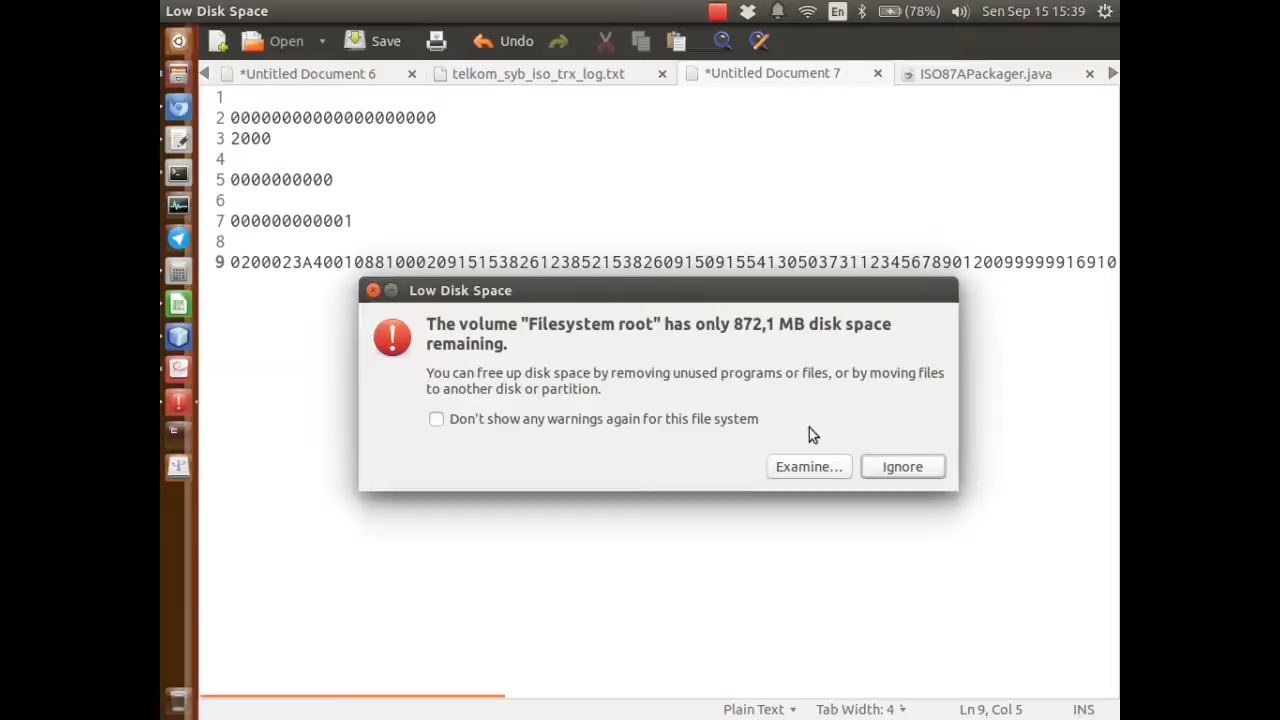 Low Disk Space En (78%) Sen Sep 15 15:39
Open Save Undo
*Untitled Document 6 telkom_syb_iso_trx_log.txt *Untitled Document 7 ISO87APackager.java
1
2 00000000000000000000
3 2000
4
5 0000000000
6
7 000000000001
8
9 0200023A40010881000209151538261238521538260915091554130503731123456789012009999991 6910
Low Disk Space
The volume "Filesystem root" has only 872,1 MB disk space
remaining.
You can free up disk space by removing unused programs or files, or by moving files
to another disk or partition.
Don't show any warnings again for this file system
Examine... Ignore
Plain Text Tab Width: 4 Ln 9, Col 5 INS